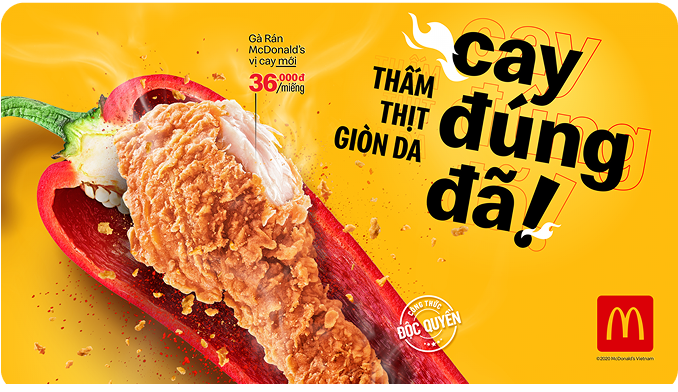 Gà Rán
McDonald's
vị cay mới
36.000đ/miếng
THẤM
THỊT
GIÒN DA
cay
đúng
đã!
CÔNG THỨC
ĐỘC QUYỀN
©2020 McDonald's Vietnam